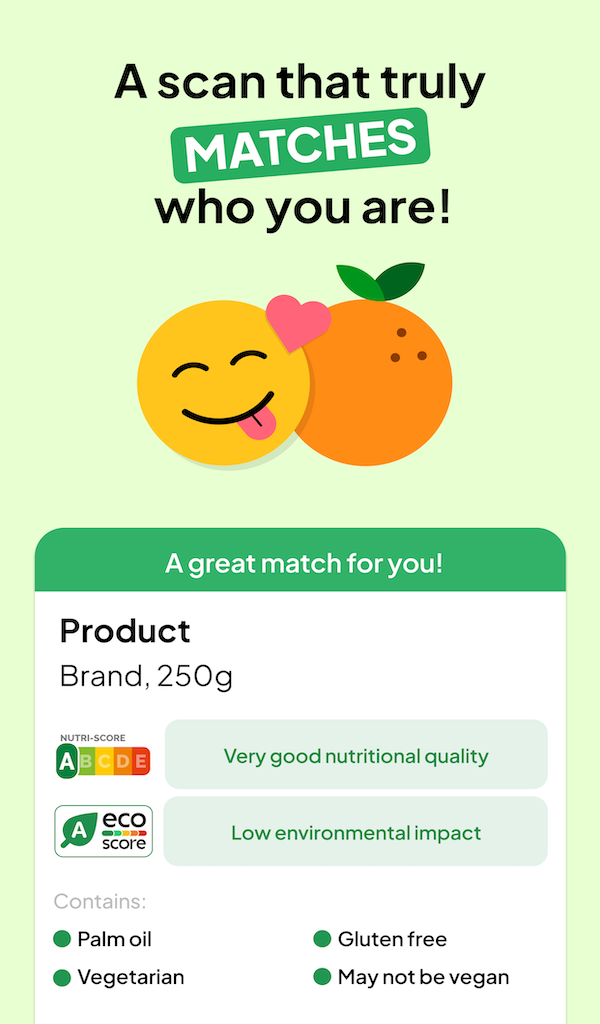 A scan that truly
MATCHES
who you are!
A great match for you!
Product
Brand, 250g
NUTRI-SCORE
A B C D E
Very good nutritional quality
A eco
score
Low environmental impact
Contains:
Palm oil
Gluten free
Vegetarian
May not be vegan